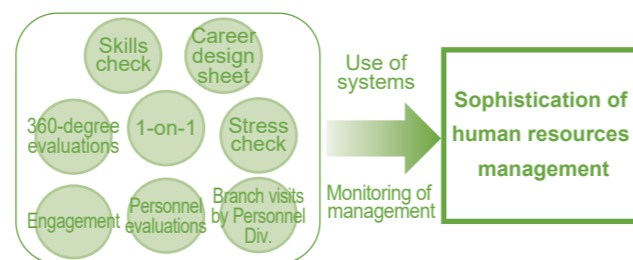 Skills
check
Career
design
sheet
360-degree
evaluations
1-on-1
Stress
check
Engagement
Personnel
evaluations
Branch visits
by Personnel
Div.
Use of
systems
Monitoring of
management
Sophistication of
human resources
management